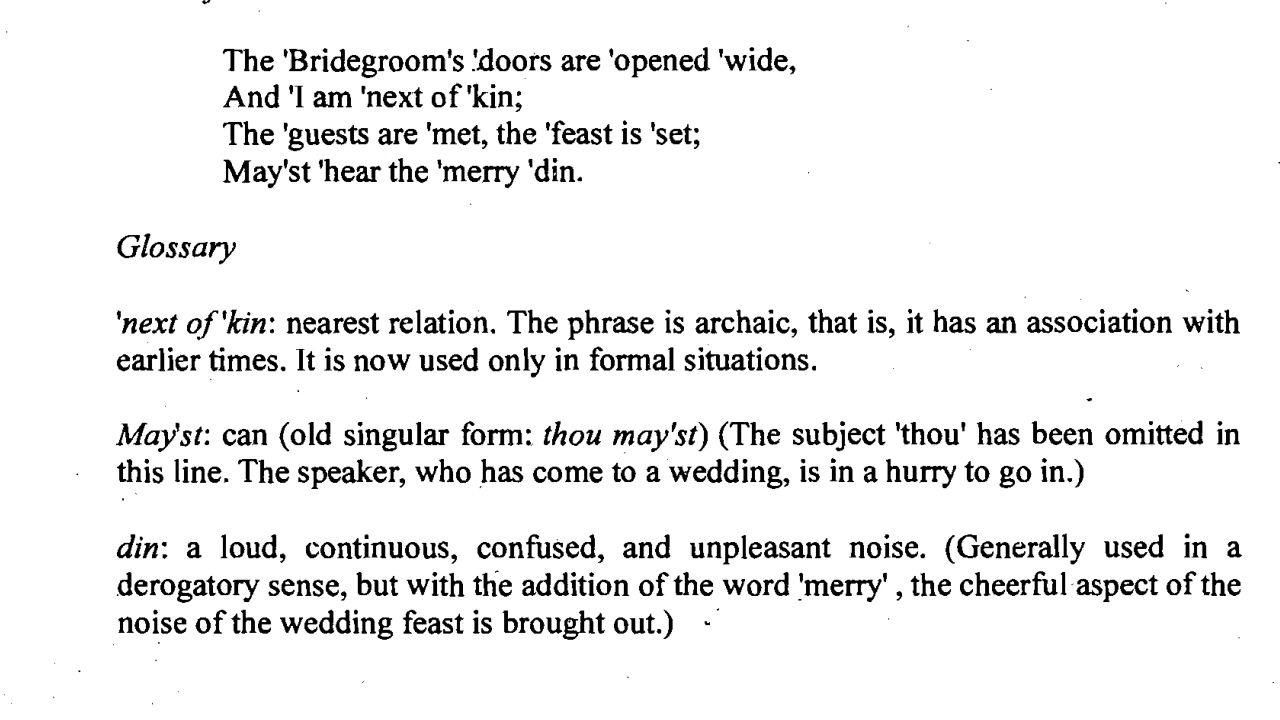 The 'Bridegroom's 'doors are 'opened 'wide,
And 'I am 'next of 'kin;
The 'guests are 'met, the 'feast is 'set;
May'st 'hear the 'merry 'din.
Glossary
'next of 'kin: nearest relation. The phrase is archaic, that is, it has an association with
earlier times. It is now used only in formal situations.
May'st: can (old singular form: thou may'st) (The subject 'thou' has been omitted in
this line. The speaker, who has come to a wedding, is in a hurry to go in.)
din: a loud, continuous, confused, and unpleasant noise. (Generally used in a
derogatory sense, but with the addition of the word 'merry' , the cheerful aspect of the
noise of the wedding feast is brought out.)